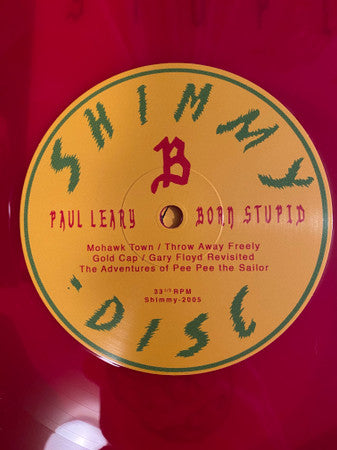 SHIMMY
B
PAUL LEARY BORN STUPID
Mohawk Town / Throw Away Freely
Gold Cap / Gary Floyd Revisited
The Adventures of Pee Pee the Sailor
33 1/3 RPM
Shimmy-2005
DISC